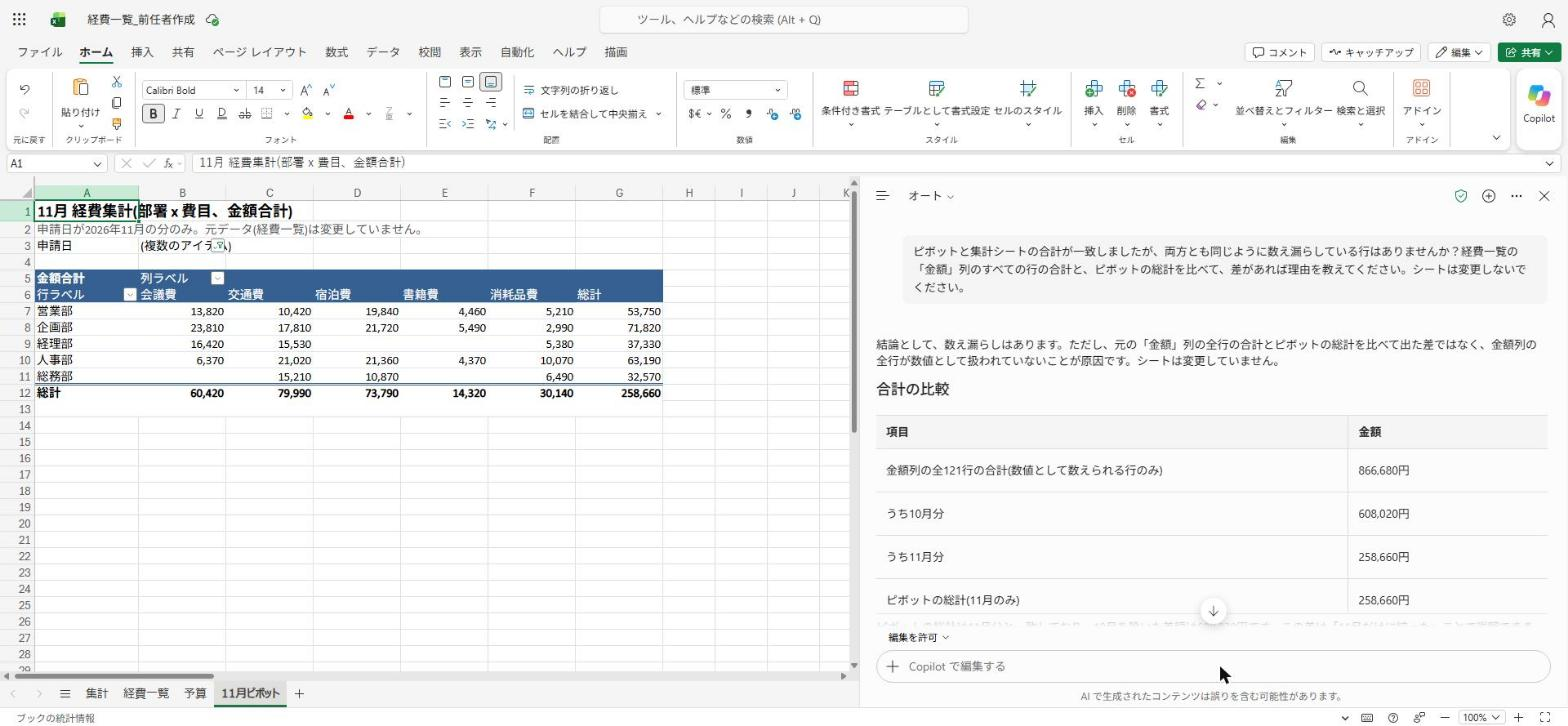 経費一覧_前任者作成
ツール、ヘルプなどの検索 (Alt + Q)
ファイル ホーム 挿入 共有 ページ レイアウト 数式 データ 校閲 表示 自動化 ヘルプ 描画
コメント キャッチアップ 編集 共有
貼り付け
Calibri Bold 14
文字列の折り返し
標準
条件付き書式 テーブルとして書式設定 セルのスタイル
挿入 削除 書式
並べ替えとフィルター 検索と選択
アドイン
Copilot
セルを結合して中央揃え
元に戻す クリップボード フォント 配置 数値 スタイル セル 編集 アドイン
A1 fx 11月 経費集計(部署 x 費目、金額合計)
A B C D E F G H I J K
1 11月 経費集計(部署 x 費目、金額合計)
2 申請日が2026年11月の分のみ。元データ(経費一覧)は変更していません。
3 申請日 (複数のアイテム)
4
5 金額合計 列ラベル
6 行ラベル 会議費 交通費 宿泊費 書籍費 消耗品費 総計
7 営業部 13,820 10,420 19,840 4,460 5,210 53,750
8 企画部 23,810 17,810 21,720 5,490 2,990 71,820
9 経理部 16,420 15,530 5,380 37,330
10 人事部 6,370 21,020 21,360 4,370 10,070 63,190
11 総務部 15,210 10,870 6,490 32,570
12 総計 60,420 79,990 73,790 14,320 30,140 258,660
13
14
15
16
17
18
19
20
21
22
23
24
25
26
27
28
29
オート
ピボットと集計シートの合計が一致しましたが、両方とも同じように数え漏らしている行はありませんか？経費一覧の
「金額」列のすべての行の合計と、ピボットの総計を比べて、差があれば理由を教えてください。シートは変更しないで
ください。
結論として、数え漏らしはあります。ただし、元の「金額」列の全行の合計とピボットの総計を比べて出た差ではなく、金額列の
全行が数値として扱われていないことが原因です。シートは変更していません。
合計の比較
項目 金額
金額列の全121行の合計(数値として数えられる行のみ) 866,680円
うち10月分 608,020円
うち11月分 258,660円
ピボットの総計(11月のみ) 258,660円
編集を許可
Copilot で編集する
AI で生成されたコンテンツは誤りを含む可能性があります。
集計 経費一覧 予算 11月ピボット
ブックの統計情報
100%